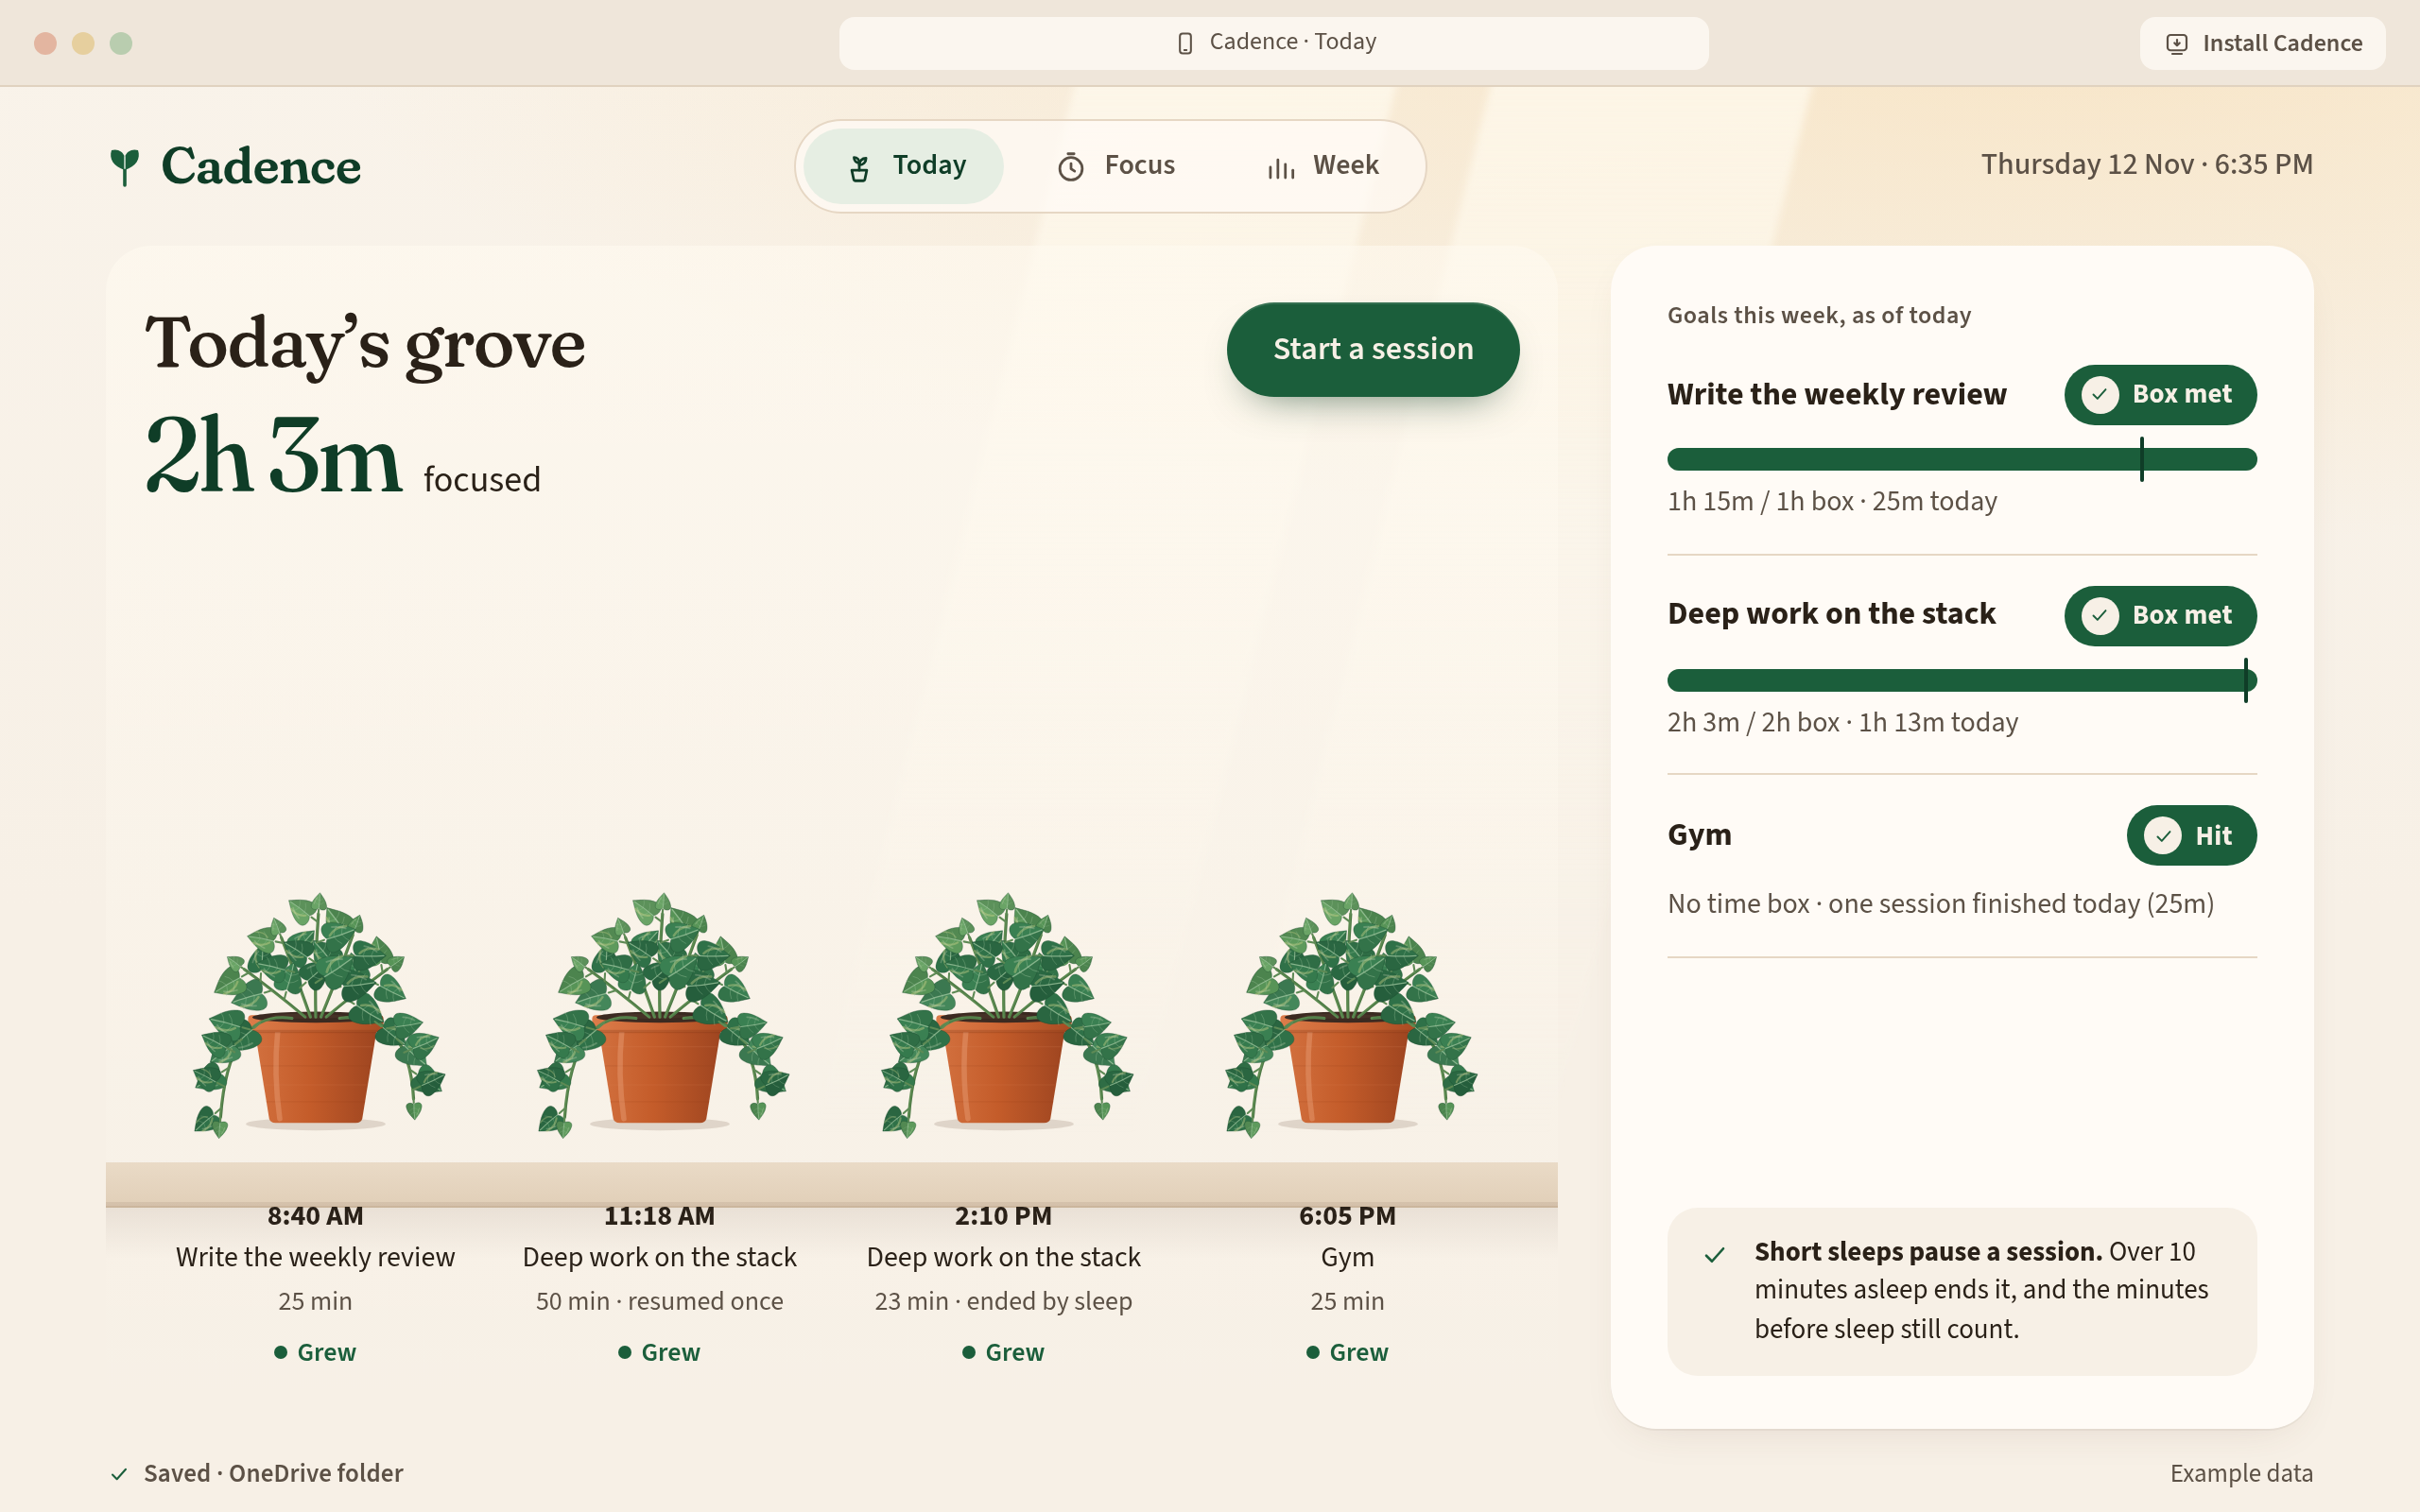 Cadence · Today
Install Cadence
Cadence
Today
Focus
Week
Thursday 12 Nov · 6:35 PM
Today’s grove
2h 3m focused
Start a session
8:40 AM
Write the weekly review
25 min
Grew
11:18 AM
Deep work on the stack
50 min · resumed once
Grew
2:10 PM
Deep work on the stack
23 min · ended by sleep
Grew
6:05 PM
Gym
25 min
Grew
Goals this week, as of today
Write the weekly review
Box met
1h 15m / 1h box · 25m today
Deep work on the stack
Box met
2h 3m / 2h box · 1h 13m today
Gym
Hit
No time box · one session finished today (25m)
Short sleeps pause a session. Over 10
minutes asleep ends it, and the minutes
before sleep still count.
Saved · OneDrive folder
Example data